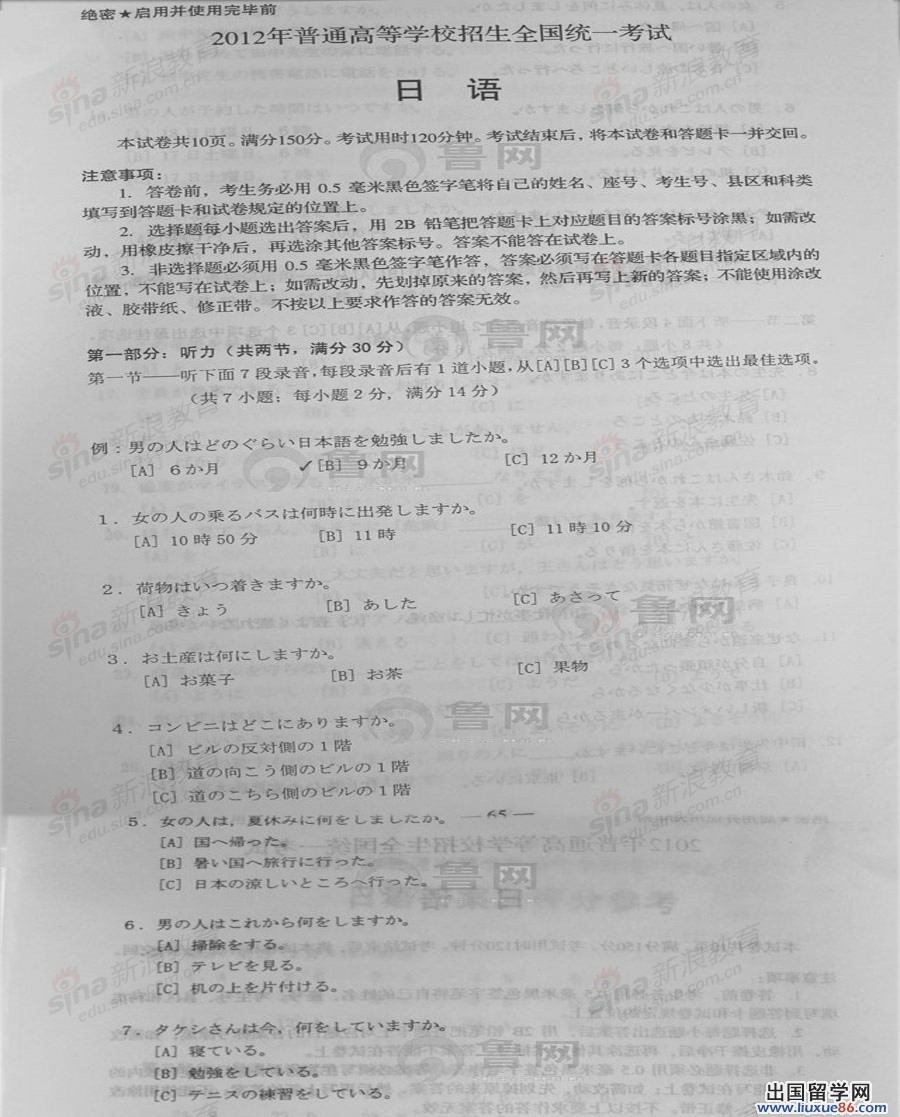 绝密★启用并使用完毕前
2012年普通高等学校招生全国统一考试
日 语
本试卷共10页。满分150分。考试用时120分钟。考试结束后,将本试卷和答题卡一并交回。
注意事项:
1. 答卷前,考生务必用 0.5 毫米黑色签字笔将自己的姓名、座号、考生号、县区和科类
填写到答题卡和试卷规定的位置上。
2. 选择题每小题选出答案后,用 2B 铅笔把答题卡上对应题目的答案标号涂黑;如需改
动,用橡皮擦干净后,再选涂其他答案标号。答案不能答在试卷上。
3. 非选择题必须用 0.5 毫米黑色签字笔作答,答案必须写在答题卡各题目指定区域内的
位置,不能写在试卷上;如需改动,先划掉原来的答案,然后再写上新的答案;不能使用涂改
液、胶带纸、修正带。不按以上要求作答的答案无效。
第一部分:听力(共两节,满分 30 分)
第一节——听下面 7 段录音,每段录音后有 1 道小题,从[A][B][C] 3 个选项中选出最佳选项。
(共 7 小题;每小题 2 分,满分 14 分)
例:男の人はどのぐらい日本語を勉強しましたか。
[A] 6か月 ✓[B] 9か月 [C] 12か月
1. 女の人の乗るバスは何時に出発しますか。
[A] 10時50分 [B] 11時 [C] 11時10分
2. 荷物はいつ着きますか。
[A] きょう [B] あした [C] あさって
3. お土産は何にしますか。
[A] お菓子 [B] お茶 [C] 果物
4. コンビニはどこにありますか。
[A] ビルの反対側の1階
[B] 道の向こう側のビルの1階
[C] 道のこちら側のビルの1階
— 65 —
5. 女の人は,夏休みに何をしましたか。
[A] 国へ帰った。
[B] 暑い国へ旅行に行った。
[C] 日本の涼しいところへ行った。
6. 男の人はこれから何をしますか。
[A] 掃除をする。
[B] テレビを見る。
[C] 机の上を片付ける。
7. タケシさんは今,何をしていますか。
[A] 寝ている。
[B] 勉強をしている。
[C] テニスの練習をしている。
sina 新浪教育
edu.sina.com.cn
鲁网
出国留学网
www.liuxue86.com